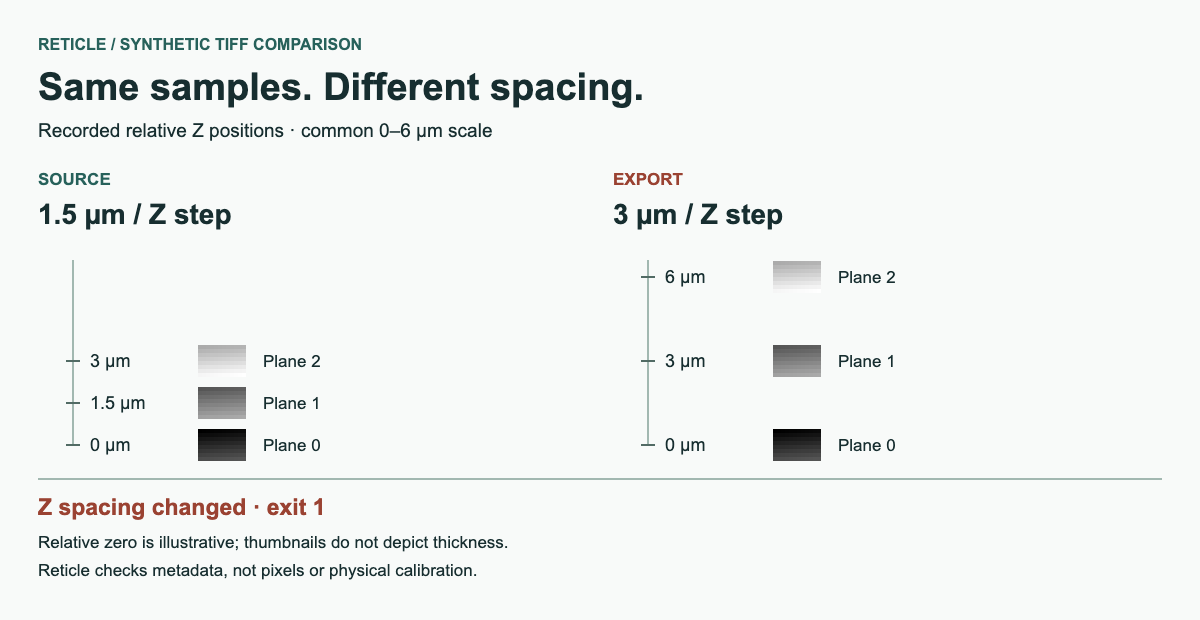 RETICLE / SYNTHETIC TIFF COMPARISON
Same samples. Different spacing.
Recorded relative Z positions · common 0–6 µm scale
SOURCE
1.5 µm / Z step
3 µm
Plane 2
1.5 µm
Plane 1
0 µm
Plane 0
EXPORT
3 µm / Z step
6 µm
Plane 2
3 µm
Plane 1
0 µm
Plane 0
Z spacing changed · exit 1
Relative zero is illustrative; thumbnails do not depict thickness.
Reticle checks metadata, not pixels or physical calibration.